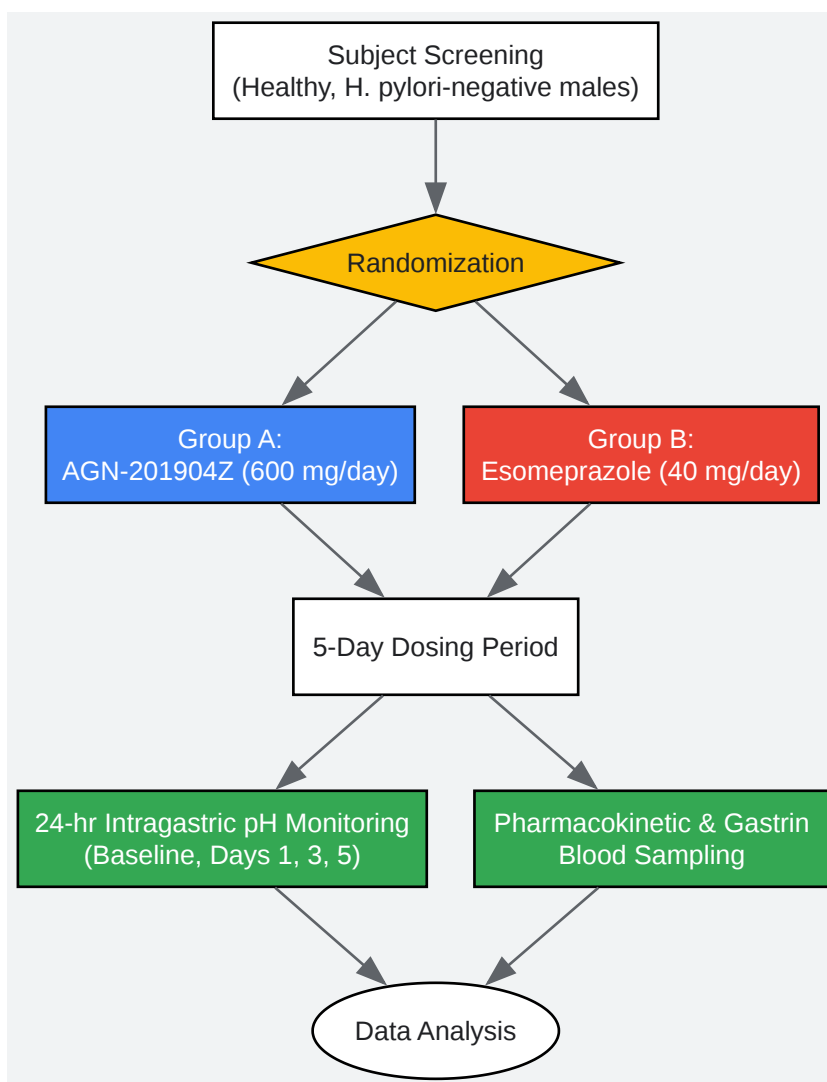 Subject Screening
(Healthy, H. pylori-negative males)
Randomization
Group A:
AGN-201904Z (600 mg/day)
Group B:
Esomeprazole (40 mg/day)
5-Day Dosing Period
24-hr Intragastric pH Monitoring
(Baseline, Days 1, 3, 5)
Pharmacokinetic & Gastrin
Blood Sampling
Data Analysis